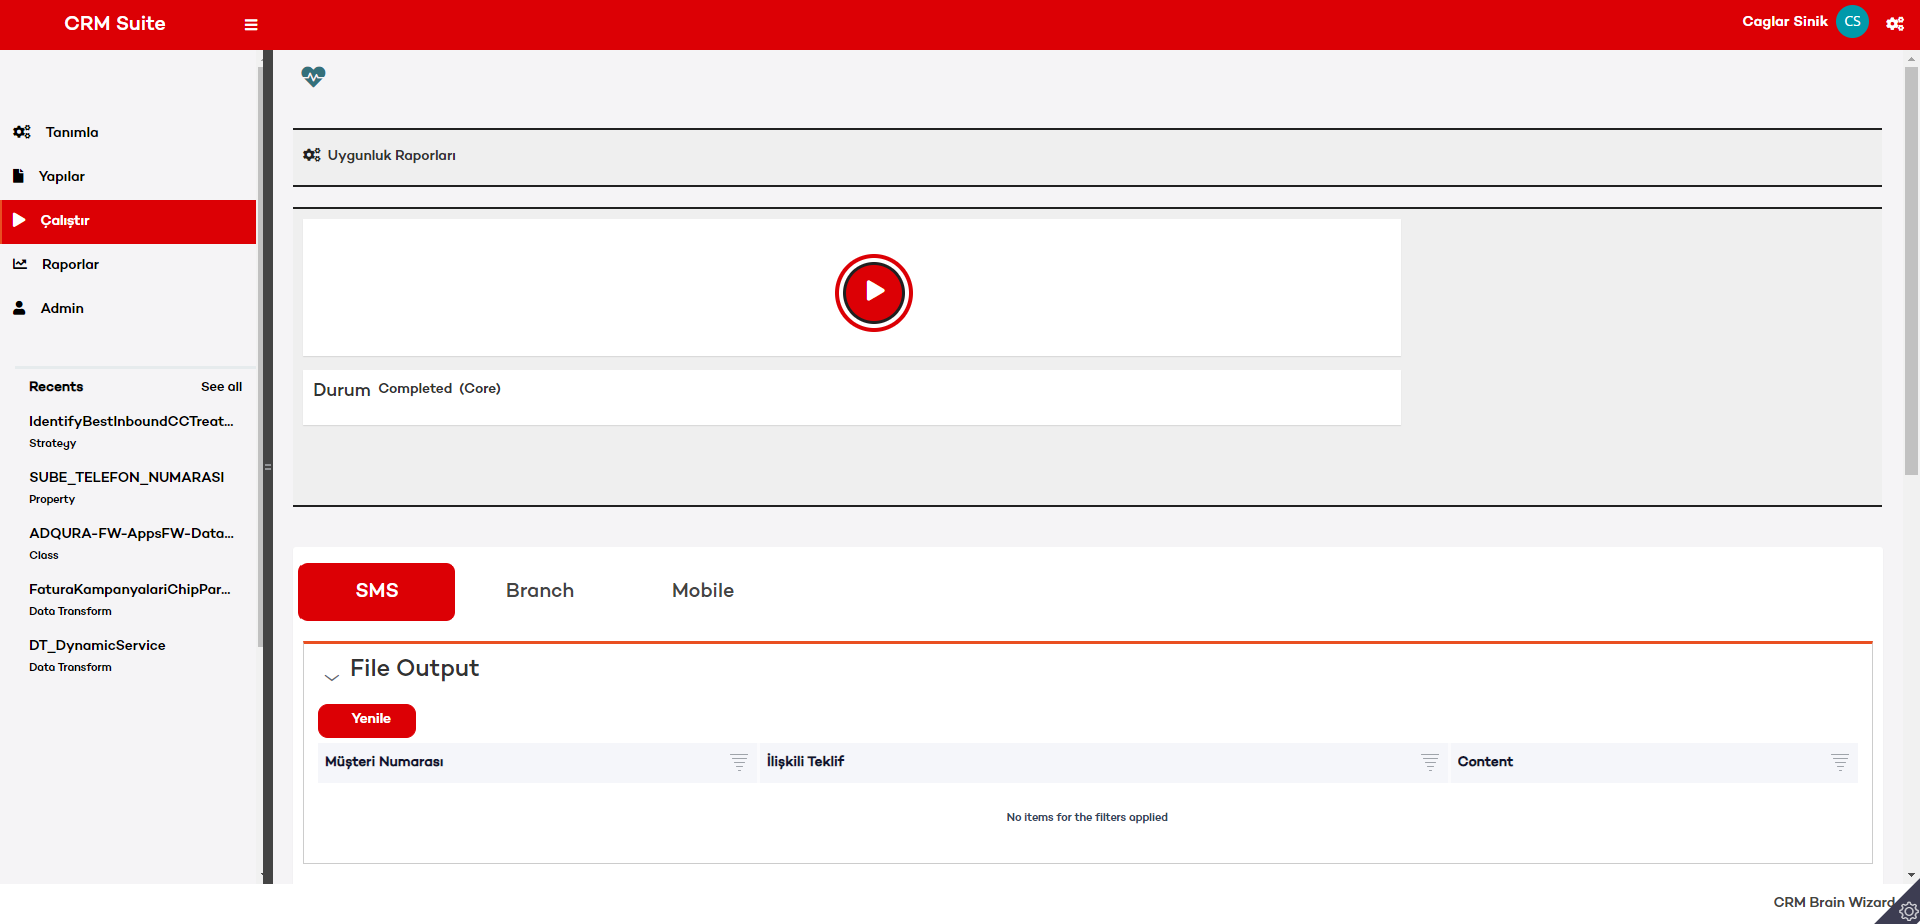 CRM Suite
Caglar Sinik
CS
Tanımla
Yapılar
Çalıştır
Raporlar
Admin
Recents
See all
IdentifyBestInboundCCTreat...
Strategy
SUBE_TELEFON_NUMARASI
Property
ADQURA-FW-AppsFW-Data...
Class
FaturaKampanyalariChipPar...
Data Transform
DT_DynamicService
Data Transform
Uygunluk Raporları
Durum Completed (Core)
SMS
Branch
Mobile
File Output
Yenile
Müşteri Numarası
İlişkili Teklif
Content
No items for the filters applied
CRM Brain Wizard